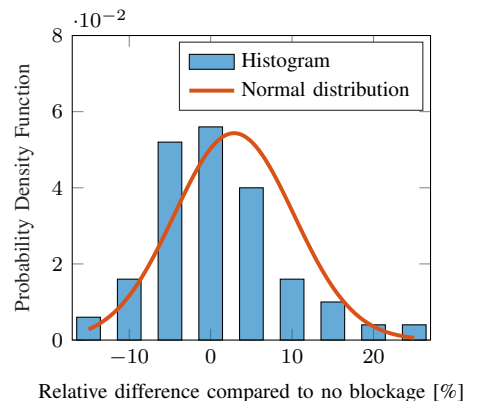 ·10−2
8
6
4
2
0
Probability Density Function
Histogram
Normal distribution
−10 0 10 20
Relative difference compared to no blockage [%]